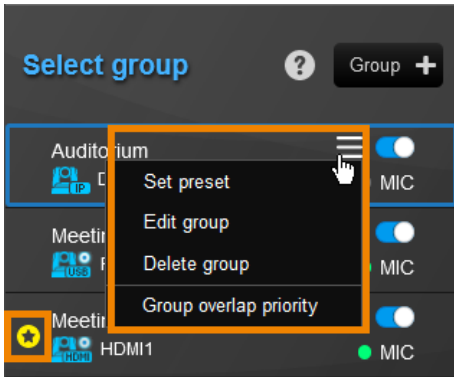 Select group
? Group +
Auditorium
IP MIC
Set preset
Edit group
USB MIC
Delete group
Group overlap priority
HDMI HDMI1 MIC